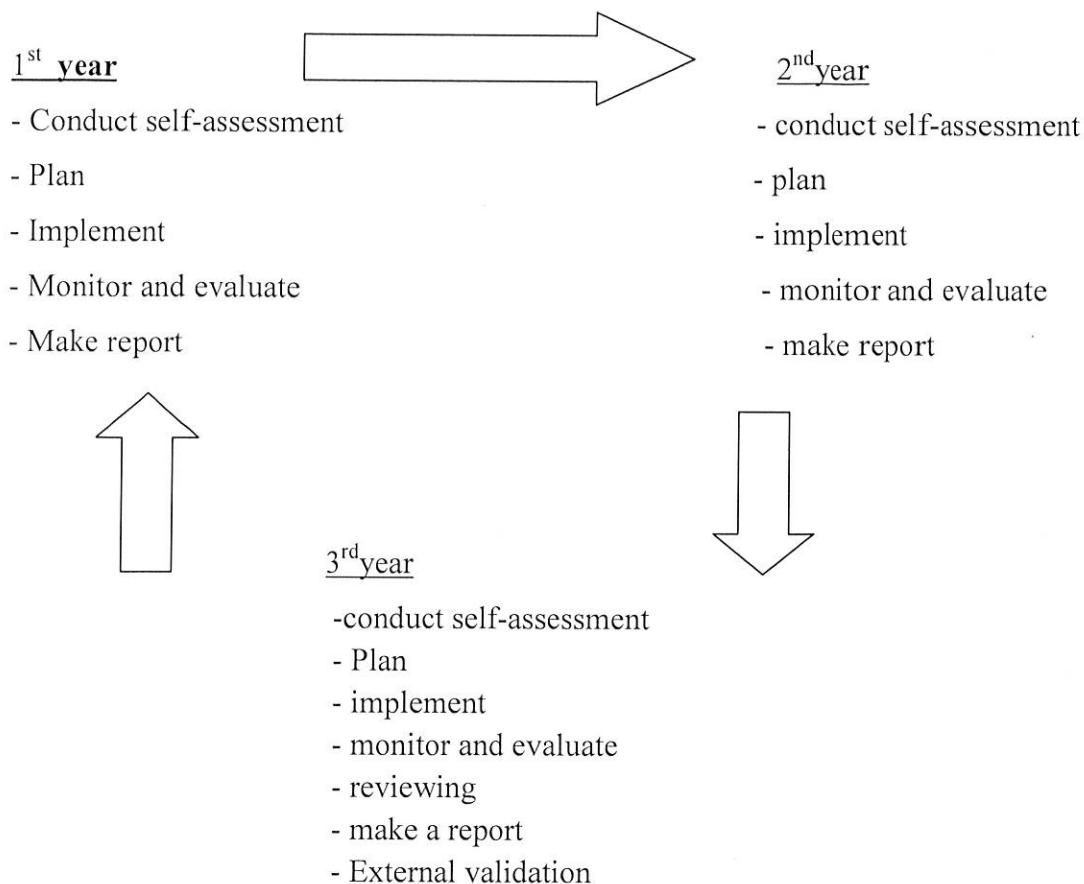 1st year
- Conduct self-assessment
- Plan
- Implement
- Monitor and evaluate
- Make report
2nd year
- conduct self-assessment
- plan
- implement
- monitor and evaluate
- make report
3rd year
-conduct self-assessment
- Plan
- implement
- monitor and evaluate
- reviewing
- make a report
- External validation